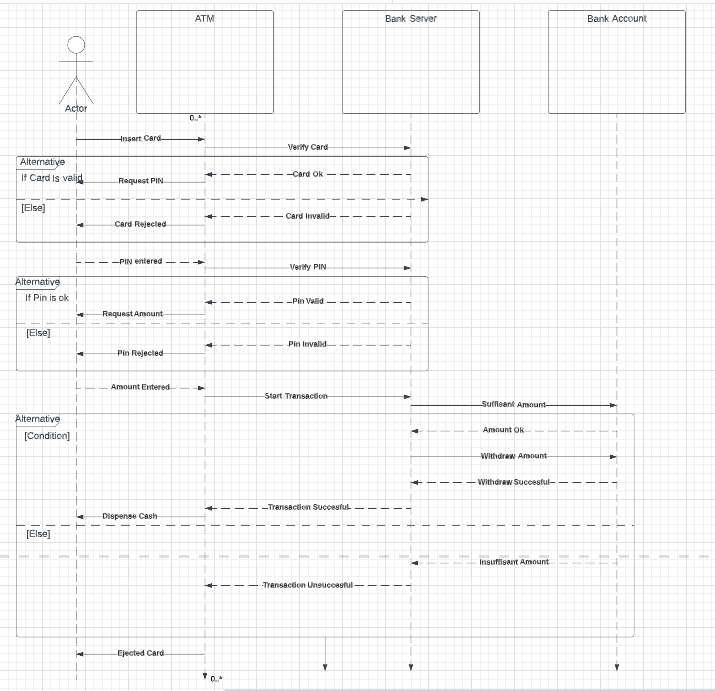 ATM
Bank Server
Bank Account
Actor
0..*
Insert Card
Verify Card
Alternative
Card Ok
If Card Is valid
Request PIN
[Else]
Card Invalid
Card Rejected
PIN entered
Verify PIN
Alternative
If Pin is ok
Pin Valid
Request Amount
[Else]
Pin Invalid
Pin Rejected
Amount Entered
Start Transaction
Suffisant Amount
Alternative
[Condition]
Amount Ok
Withdraw Amount
Withdraw Succesful
Transaction Succesful
Dispense Cash
[Else]
Insuffisant Amount
Transaction Unsuccesful
Ejected Card
0..*